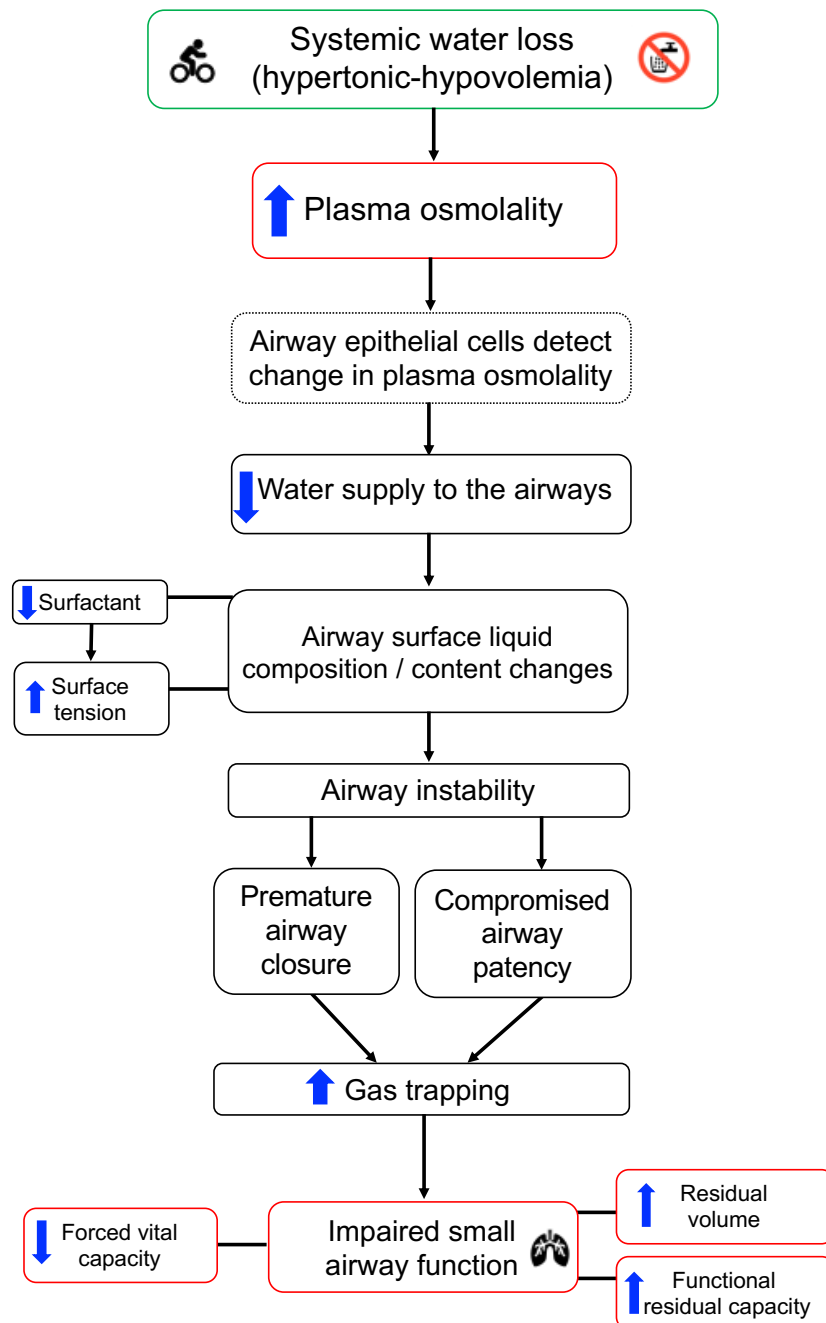 Systemic water loss
(hypertonic-hypovolemia)
Plasma osmolality
Airway epithelial cells detect
change in plasma osmolality
Water supply to the airways
Surfactant
Surface
tension
Airway surface liquid
composition / content changes
Airway instability
Premature
airway
closure
Compromised
airway
patency
Gas trapping
Forced vital
capacity
Impaired small
airway function
Residual
volume
Functional
residual capacity